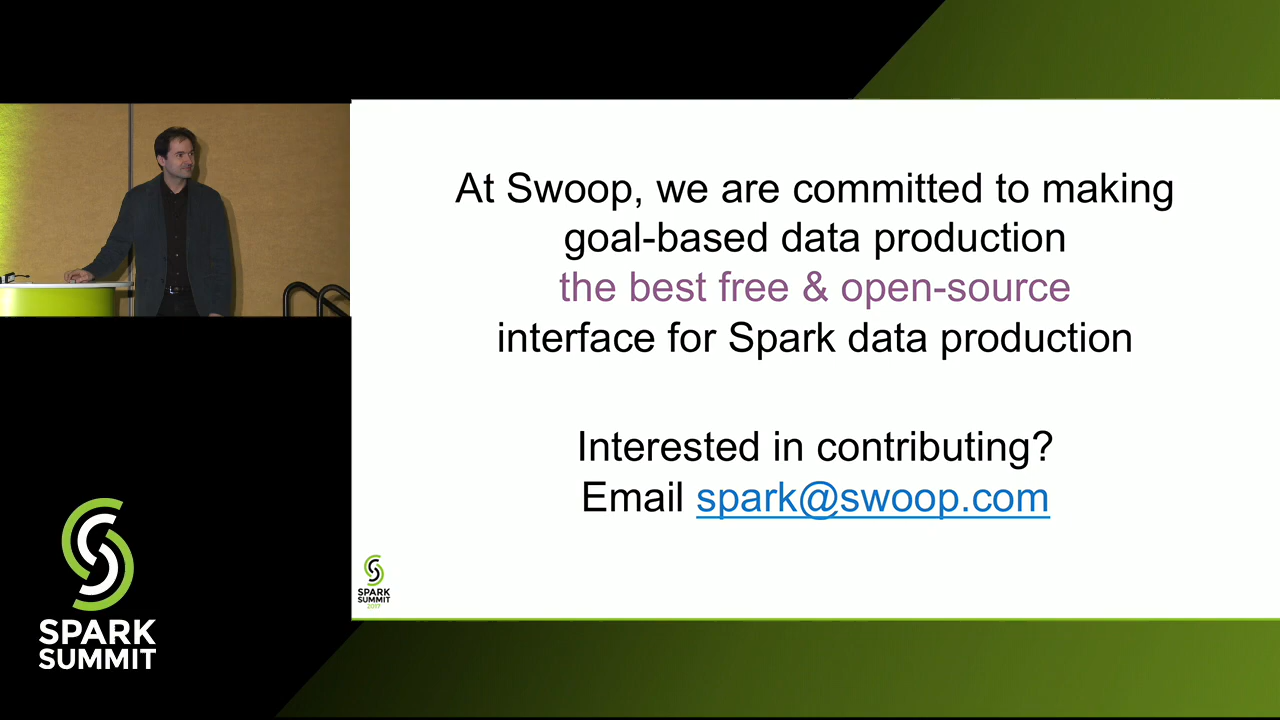 At Swoop, we are committed to making
goal-based data production
the best free & open-source
interface for Spark data production
Interested in contributing?
Email spark@swoop.com
SPARK
SUMMIT
2017
SPARK
SUMMIT